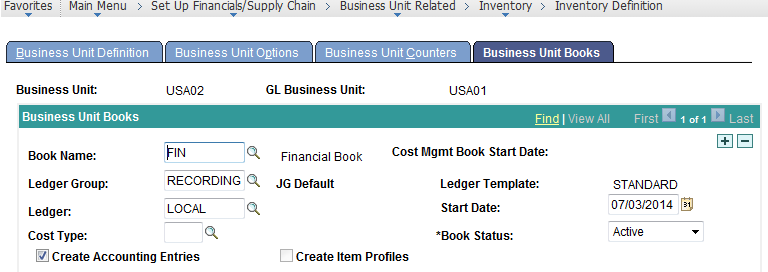 Favorites Main Menu > Set Up Financials/Supply Chain > Business Unit Related > Inventory > Inventory Definition
Business Unit Definition Business Unit Options Business Unit Counters Business Unit Books
Business Unit: USA02 GL Business Unit: USA01
Business Unit Books Find | View All First 1 of 1 Last
Book Name: FIN Financial Book Cost Mgmt Book Start Date:
Ledger Group: RECORDING JG Default Ledger Template: STANDARD
Ledger: LOCAL Start Date: 07/03/2014 31
Cost Type: *Book Status: Active
Create Accounting Entries Create Item Profiles